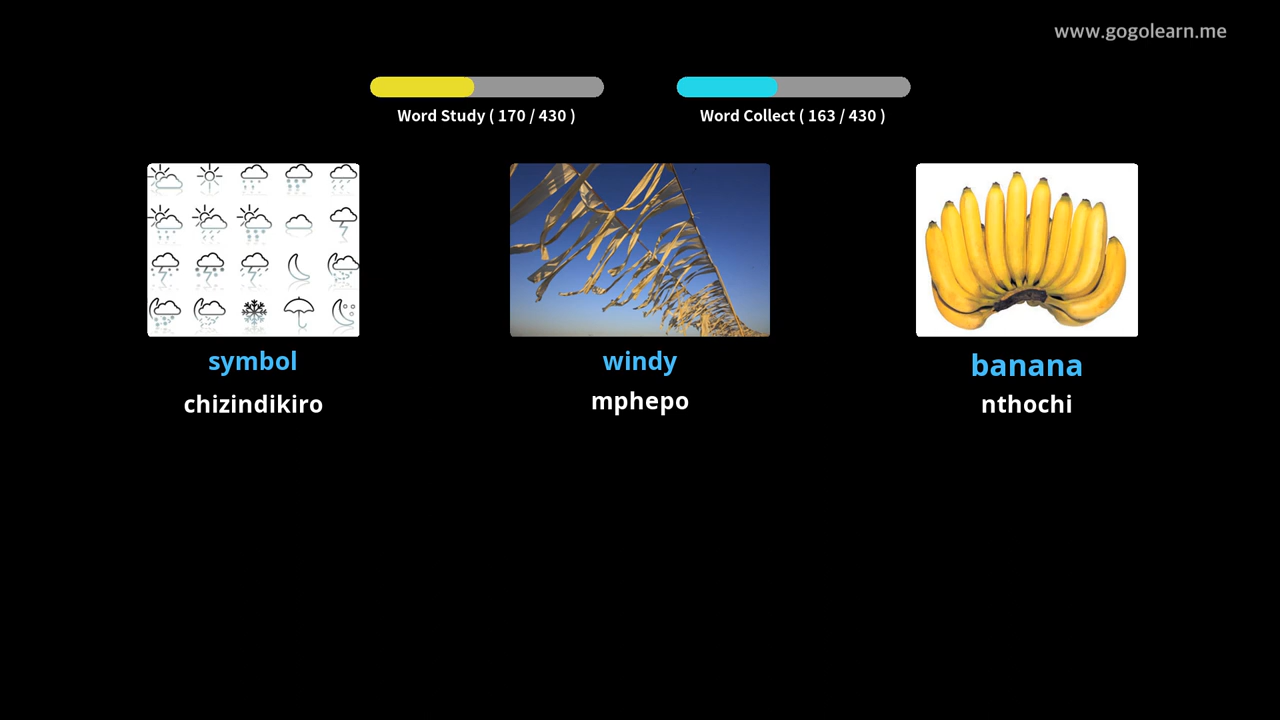 www.gogolearn.me
Word Study ( 170 / 430 )
Word Collect ( 163 / 430 )
symbol
chizindikiro
windy
mphepo
banana
nthochi